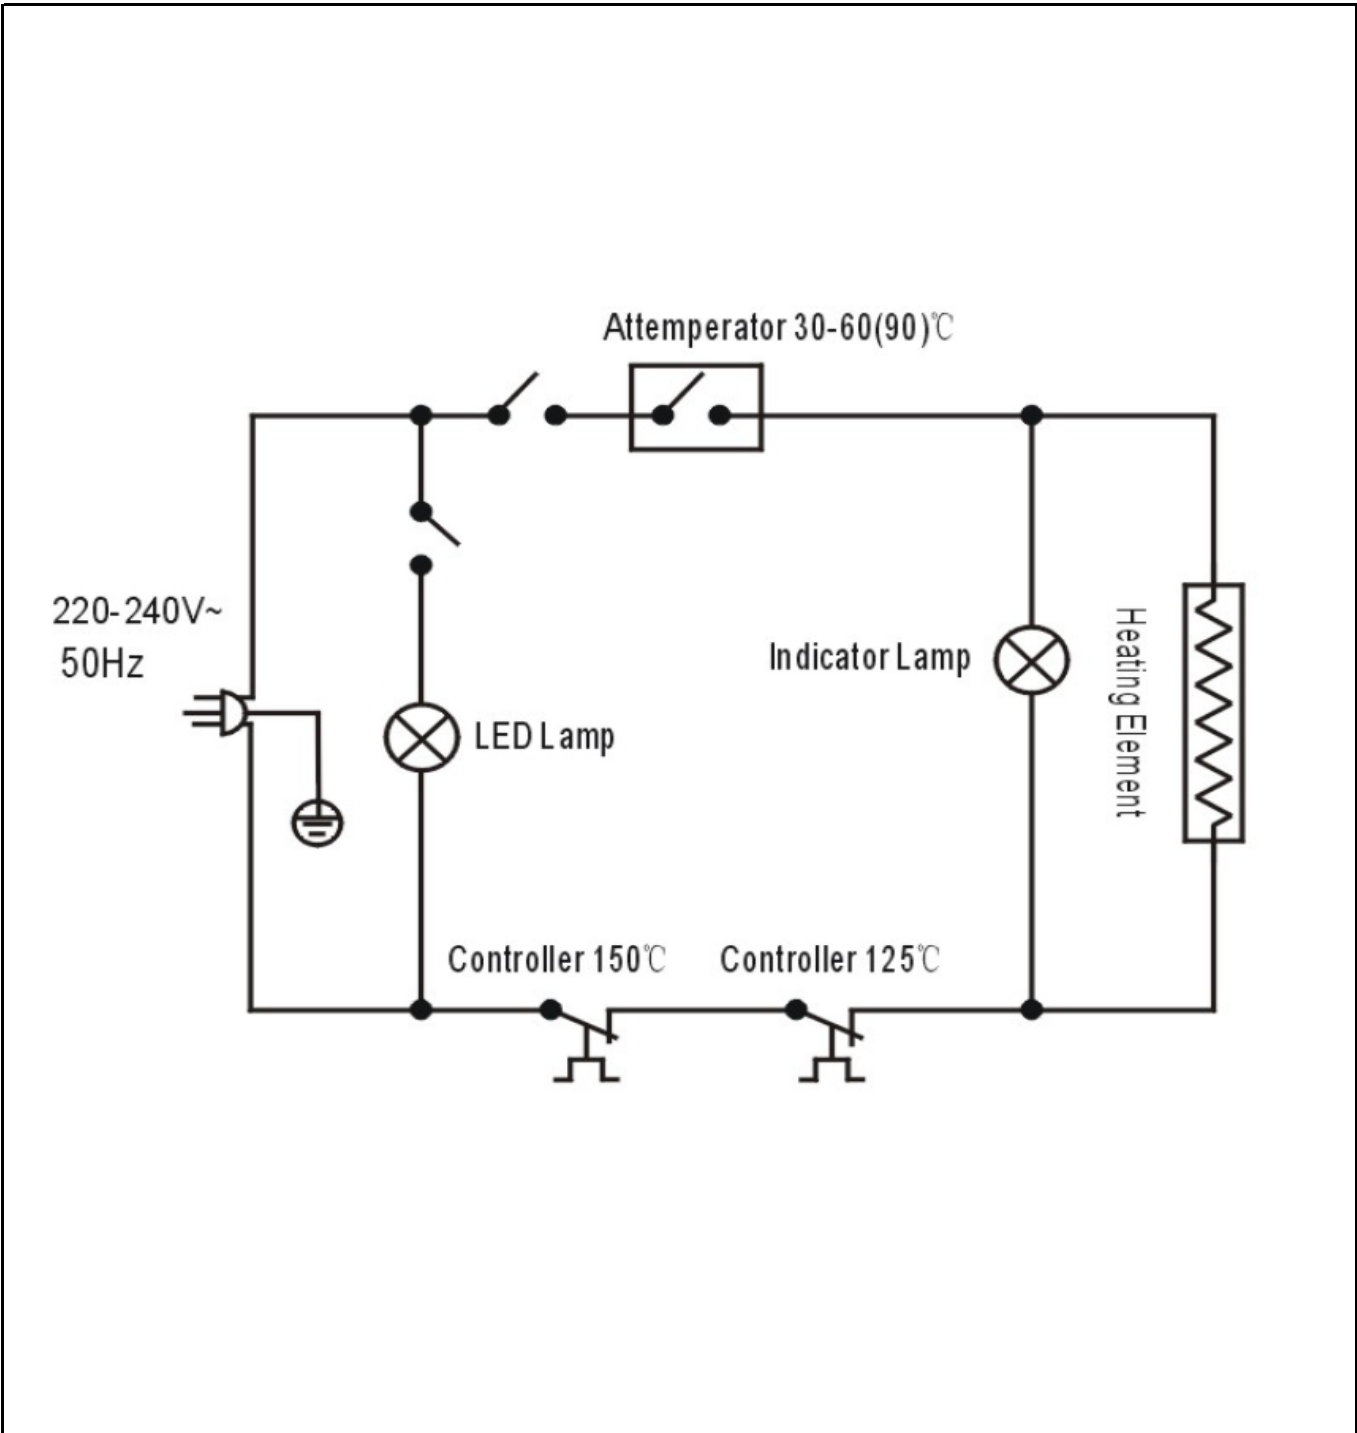 Attemperator 30-60(90)℃
220-240V~
50Hz
Indicator Lamp
Heating Element
LED Lamp
Controller 150℃
Controller 125℃